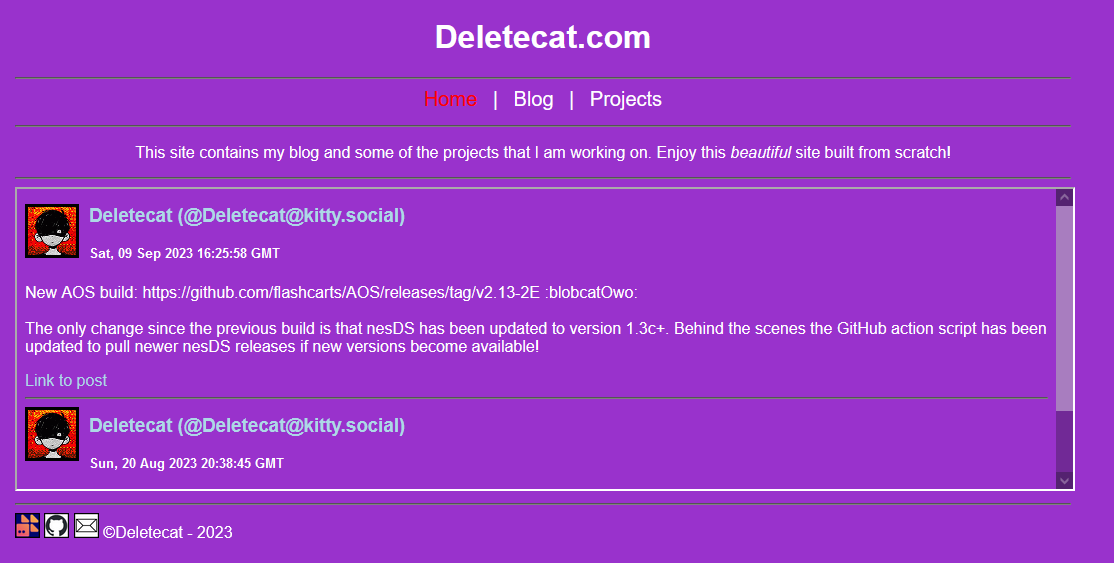 Deletecat.com
Home | Blog | Projects
This site contains my blog and some of the projects that I am working on. Enjoy this beautiful site built from scratch!
Deletecat (@Deletecat@kitty.social)
Sat, 09 Sep 2023 16:25:58 GMT
New AOS build: https://github.com/flashcarts/AOS/releases/tag/v2.13-2E :blobcatOwo:
The only change since the previous build is that nesDS has been updated to version 1.3c+. Behind the scenes the GitHub action script has been
updated to pull newer nesDS releases if new versions become available!
Link to post
Deletecat (@Deletecat@kitty.social)
Sun, 20 Aug 2023 20:38:45 GMT
©Deletecat - 2023